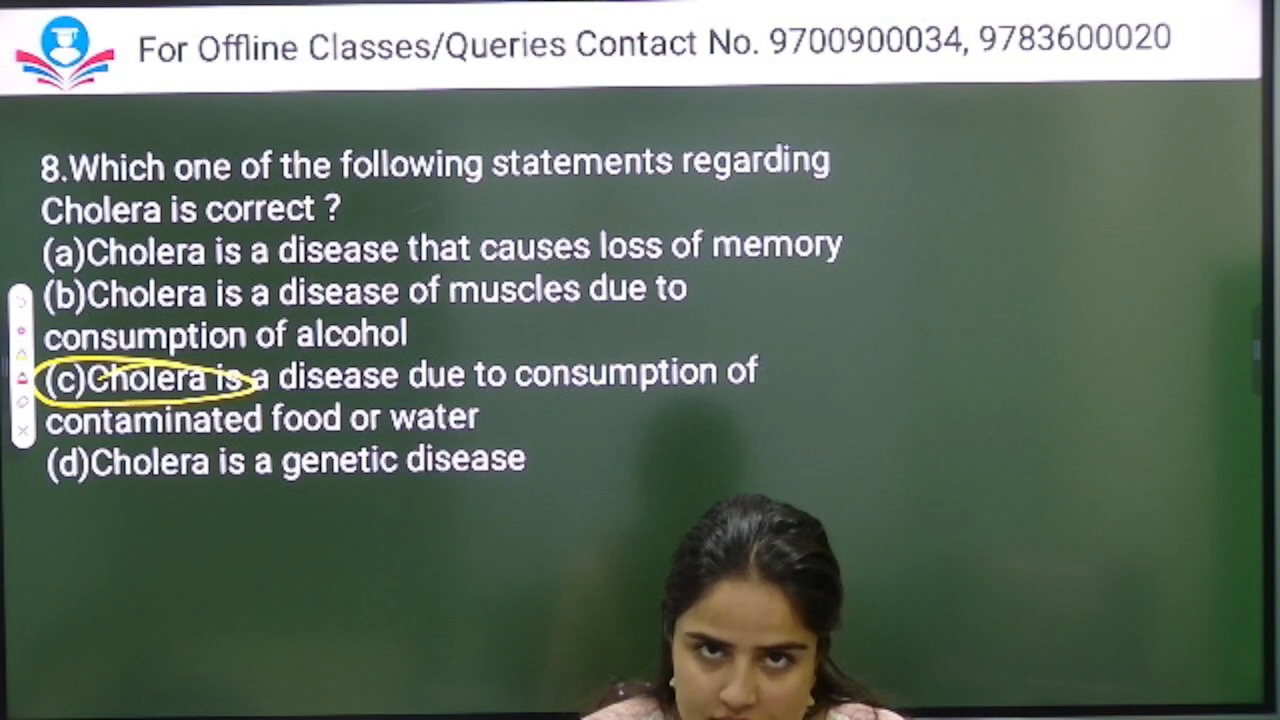 For Offline Classes/Queries Contact No. 9700900034, 9783600020
8.Which one of the following statements regarding
Cholera is correct ?
(a)Cholera is a disease that causes loss of memory
(b)Cholera is a disease of muscles due to
consumption of alcohol
(c)Cholera is a disease due to consumption of
contaminated food or water
(d)Cholera is a genetic disease